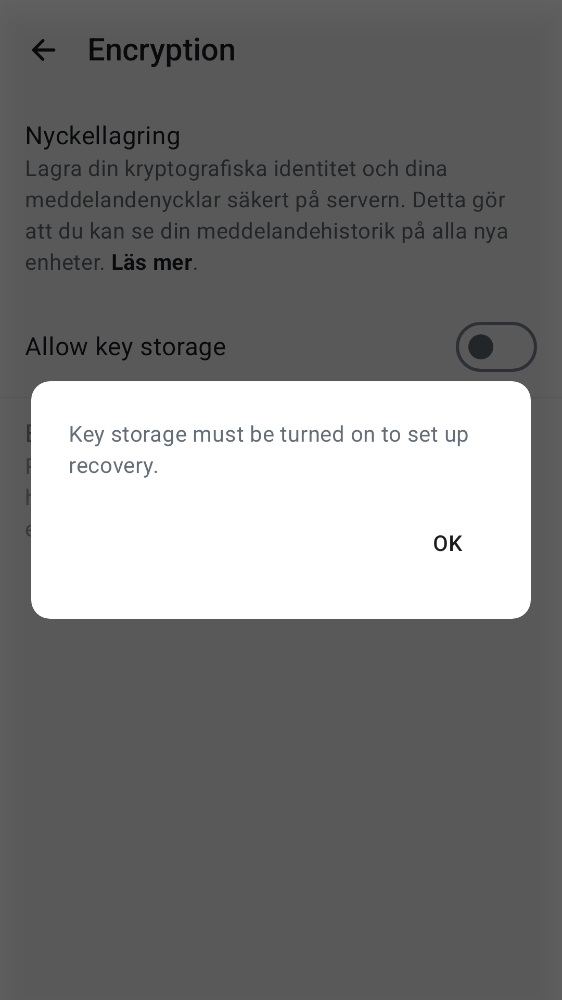 Encryption
Nyckellagring
Lagra din kryptografiska identitet och dina
meddelandenycklar säkert på servern. Detta gör
att du kan se din meddelandehistorik på alla nya
enheter. Läs mer.
Allow key storage
Key storage must be turned on to set up
recovery.
OK